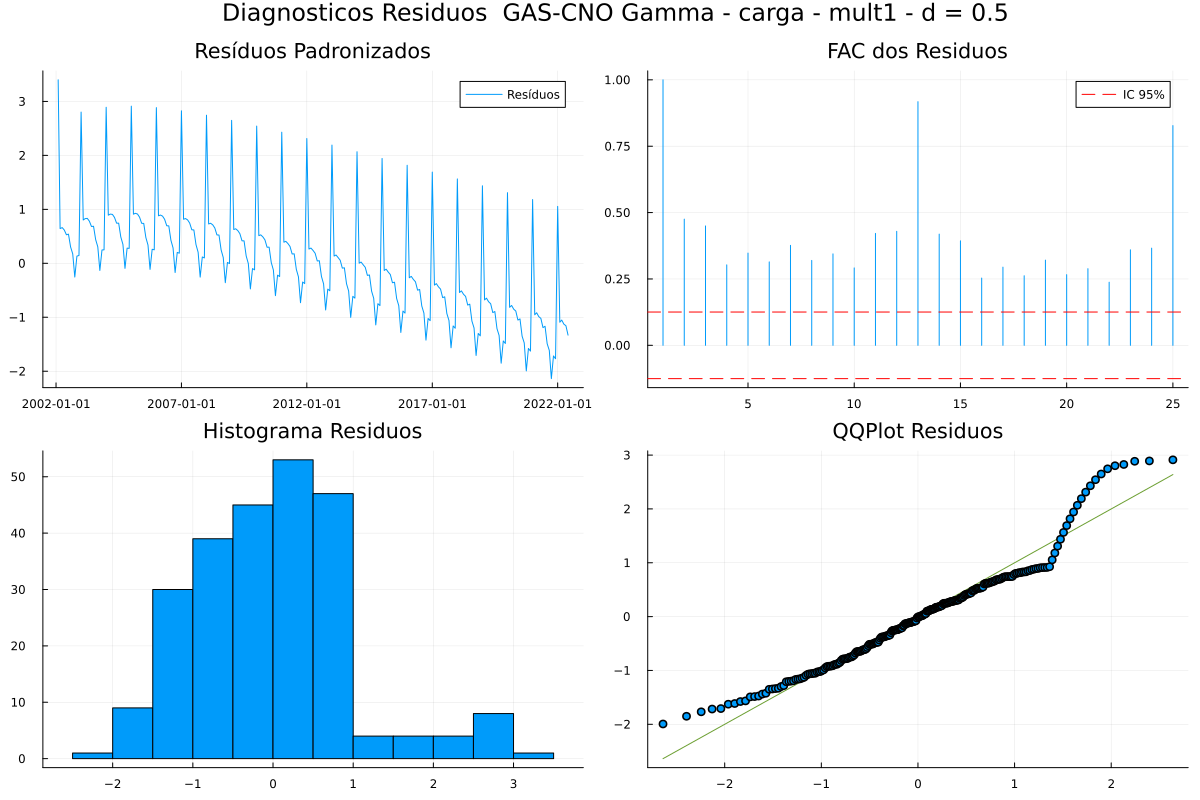 Diagnosticos Residuos  GAS-CNO Gamma - carga - mult1 - d = 0.5
Resíduos Padronizados
3
2
1
0
−1
−2
Resíduos
2002-01-01 2007-01-01 2012-01-01 2017-01-01 2022-01-01
FAC dos Residuos
1.00
0.75
0.50
0.25
0.00
IC 95%
5 10 15 20 25
Histograma Residuos
50
40
30
20
10
0
−2 −1 0 1 2 3
QQPlot Residuos
3
2
1
0
−1
−2
−2 −1 0 1 2